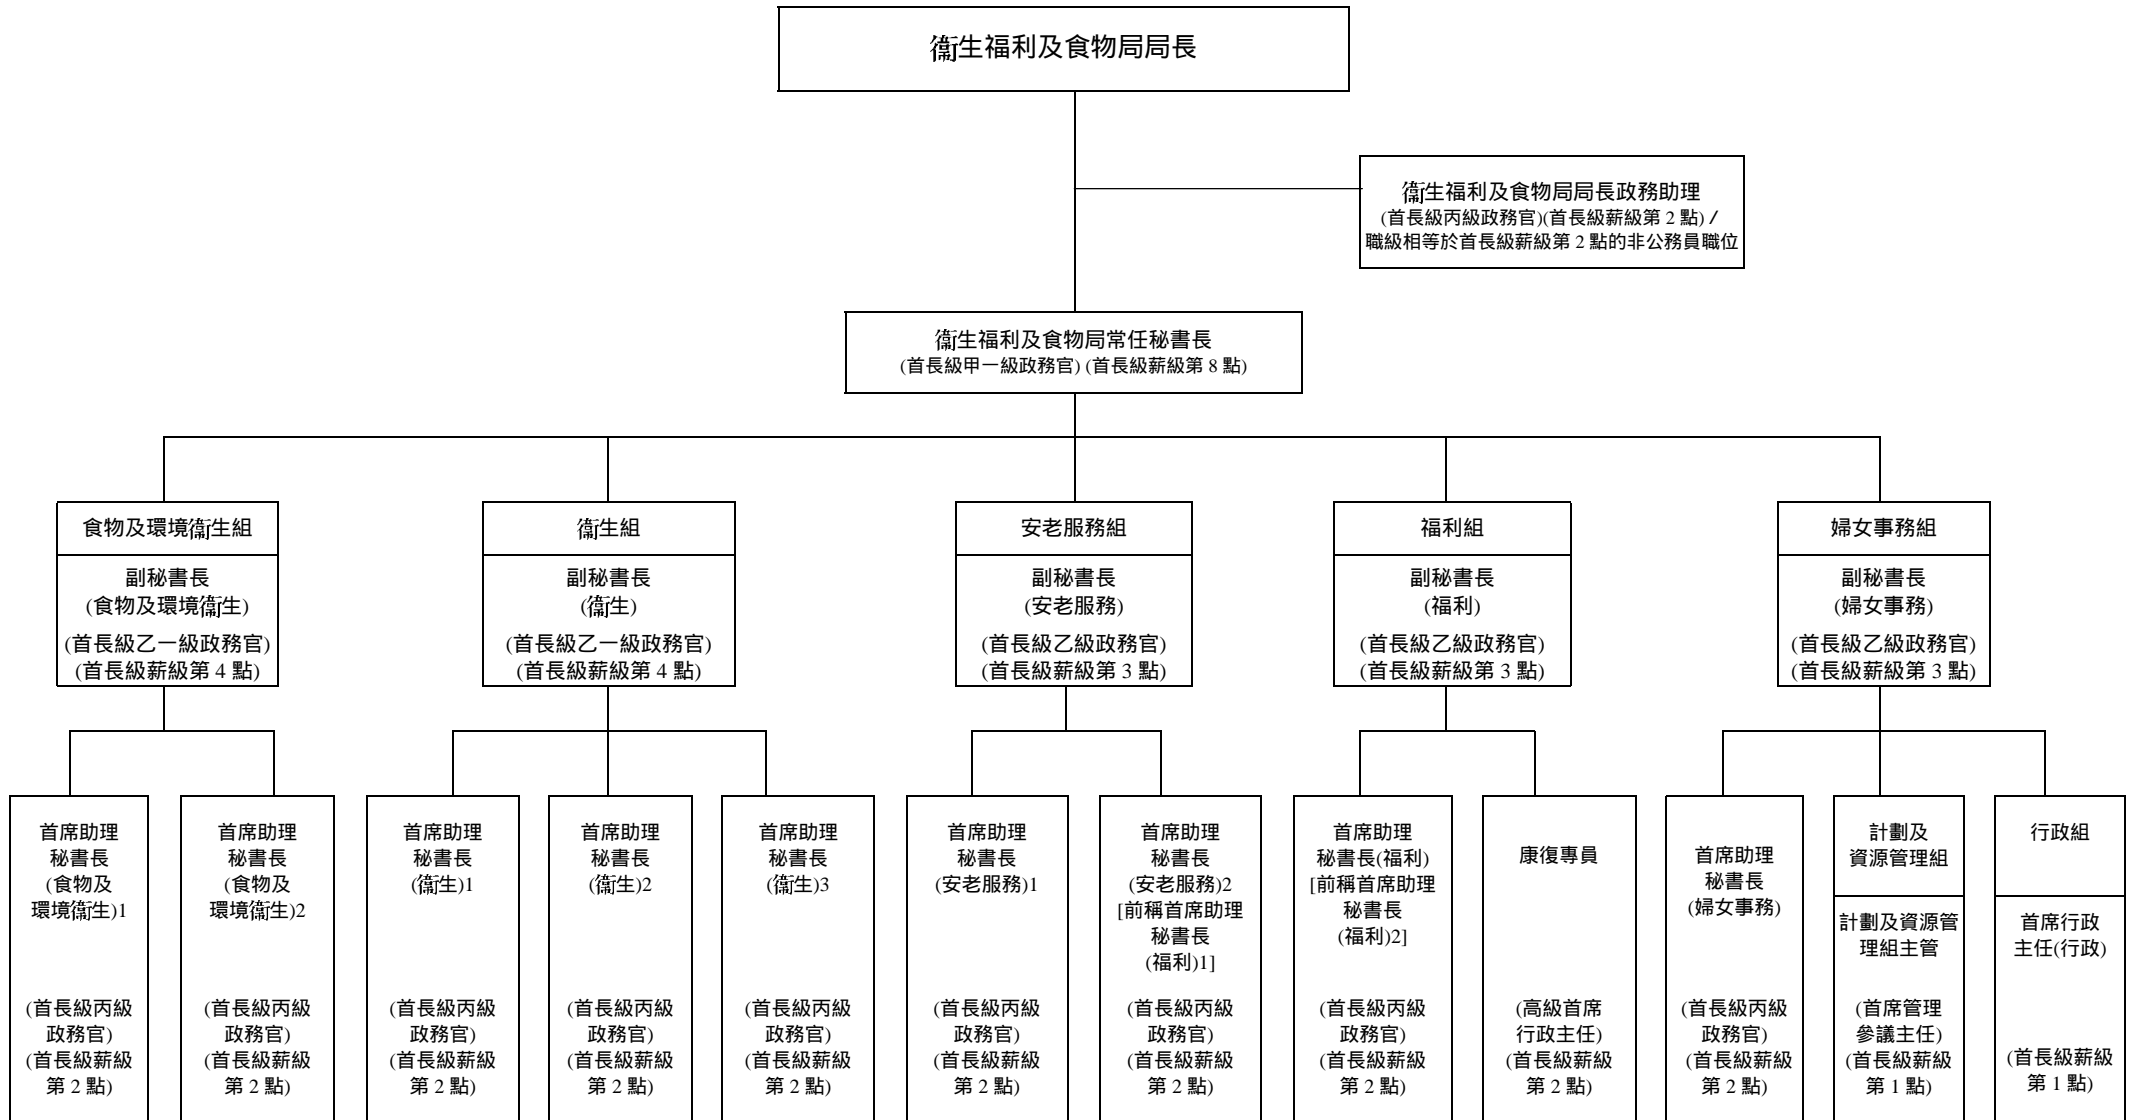 衞生福利及食物局局長
衞生福利及食物局局長政務助理
(首長級丙級政務官)(首長級薪級第 2 點) /
職級相等於首長級薪級第 2 點的非公務員職位
衞生福利及食物局常任秘書長
(首長級甲一級政務官) (首長級薪級第 8 點)
食物及環境衞生組
副秘書長
(食物及環境衞生)
(首長級乙一級政務官)
(首長級薪級第 4 點)
衞生組
副秘書長
(衞生)
(首長級乙一級政務官)
(首長級薪級第 4 點)
安老服務組
副秘書長
(安老服務)
(首長級乙級政務官)
(首長級薪級第 3 點)
福利組
副秘書長
(福利)
(首長級乙級政務官)
(首長級薪級第 3 點)
婦女事務組
副秘書長
(婦女事務)
(首長級乙級政務官)
(首長級薪級第 3 點)
首席助理
秘書長
(食物及
環境衞生)1
(首長級丙級
政務官)
(首長級薪級
第 2 點)
首席助理
秘書長
(食物及
環境衞生)2
(首長級丙級
政務官)
(首長級薪級
第 2 點)
首席助理
秘書長
(衞生)1
(首長級丙級
政務官)
(首長級薪級
第 2 點)
首席助理
秘書長
(衞生)2
(首長級丙級
政務官)
(首長級薪級
第 2 點)
首席助理
秘書長
(衞生)3
(首長級丙級
政務官)
(首長級薪級
第 2 點)
首席助理
秘書長
(安老服務)1
(首長級丙級
政務官)
(首長級薪級
第 2 點)
首席助理
秘書長
(安老服務)2
[前稱首席助理
秘書長
(福利)1]
(首長級丙級
政務官)
(首長級薪級
第 2 點)
首席助理
秘書長(福利)
[前稱首席助理
秘書長
(福利)2]
(首長級丙級
政務官)
(首長級薪級
第 2 點)
康復專員
(高級首席
行政主任)
(首長級薪級
第 2 點)
首席助理
秘書長
(婦女事務)
(首長級丙級
政務官)
(首長級薪級
第 2 點)
計劃及
資源管理組
計劃及資源管
理組主管
(首席管理
參議主任)
(首長級薪級
第 1 點)
行政組
首席行政
主任(行政)
(首長級薪級
第 1 點)